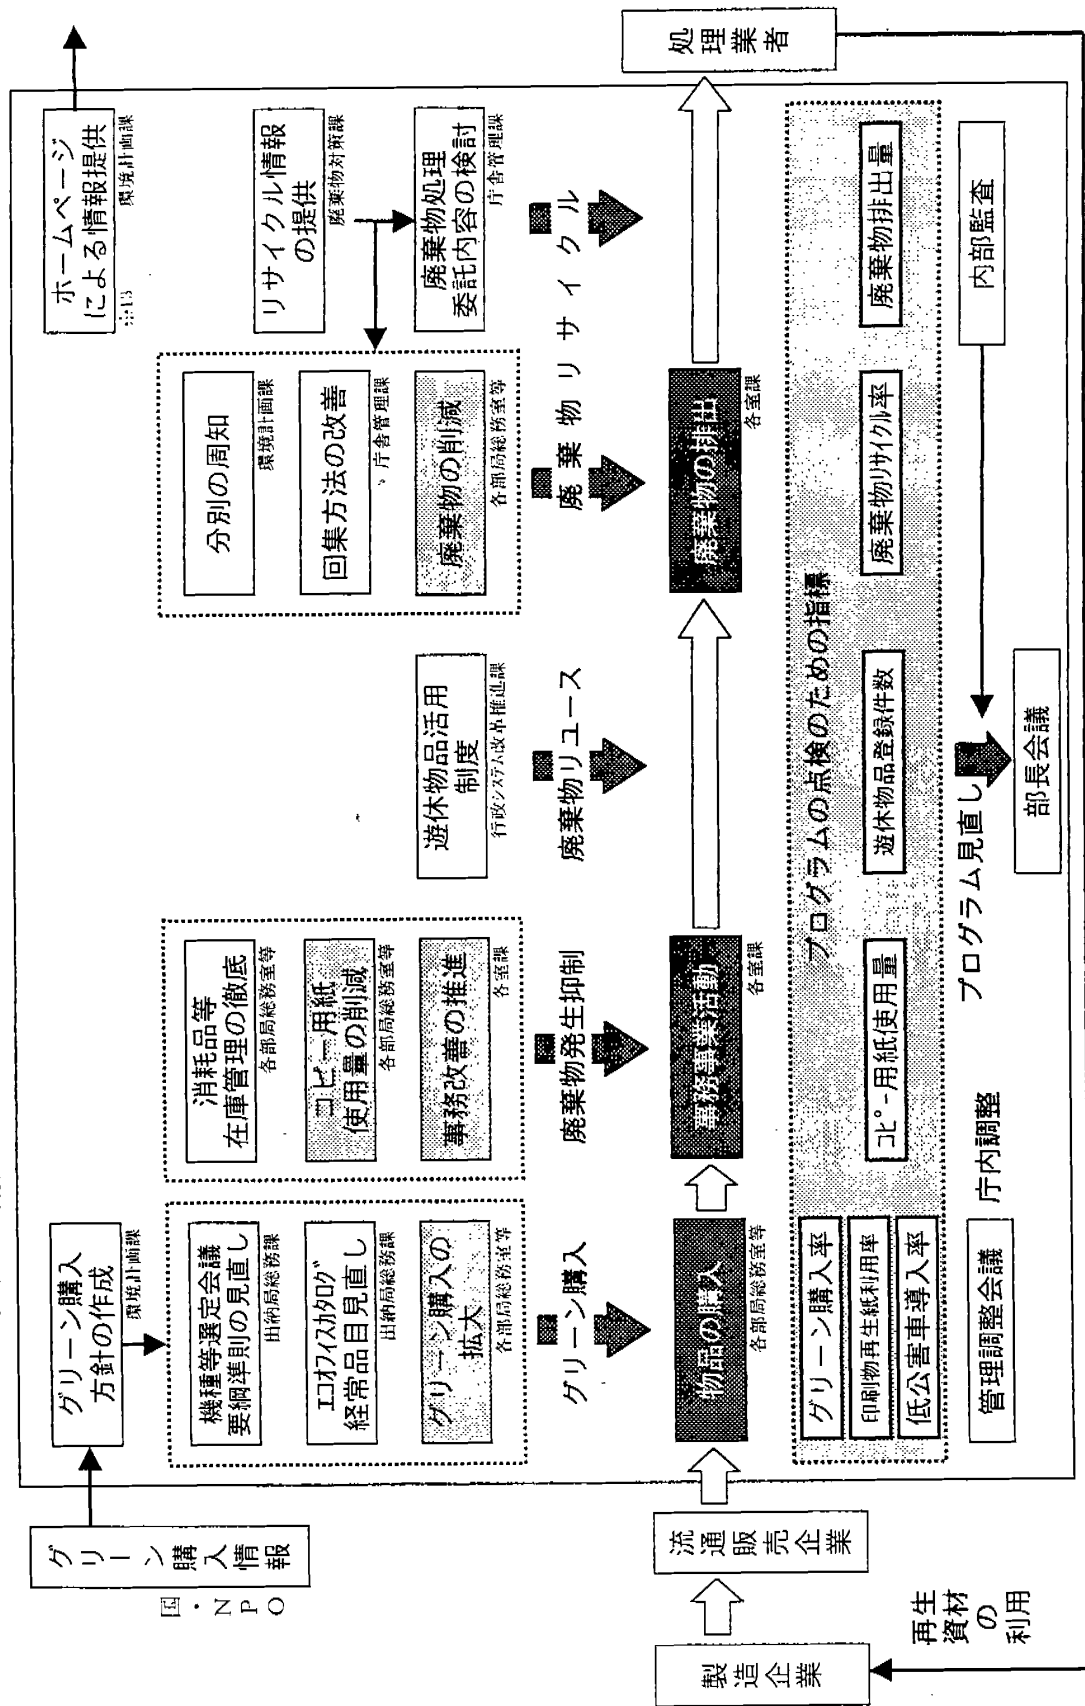 国・NPO
グリーン購入情報
グリーン購入
方針の作成
環境計画課
ホームページ
による情報提供
環境計画課
機種等選定会議
要綱準則の見直し
出納局総務課
エコオフィスカタログ
経常品目見直し
出納局総務課
グリーン購入の
拡大
各部局総務室等
消耗品等
在庫管理の徹底
各部局総務室等
コピー用紙
使用量の削減
各部局総務室等
事務改善の推進
各室課
遊休物品活用
制度
行政システム改革推進課
分別の周知
環境計画課
回集方法の改善
庁舎管理課
廃棄物の削減
各部局総務室等
リサイクル情報
の提供
廃棄物対策課
廃棄物処理
委託内容の検討
庁舎管理課
グリーン購入
廃棄物発生抑制
廃棄物リユース
廃棄物リサイクル
製造企業
流通販売企業
物品の購入
各部局総務室等
事務事業活動
各室課
廃棄物の排出
各室課
処理業者
プログラムの点検のための指標
グリーン購入率
印刷物再生紙利用率
低公害車導入率
コピー用紙使用量
遊休物品登録件数
廃棄物リサイクル率
廃棄物排出量
管理調整会議
庁内調整
プログラム見直し
部長会議
内部監査
再生
資材
の
利用